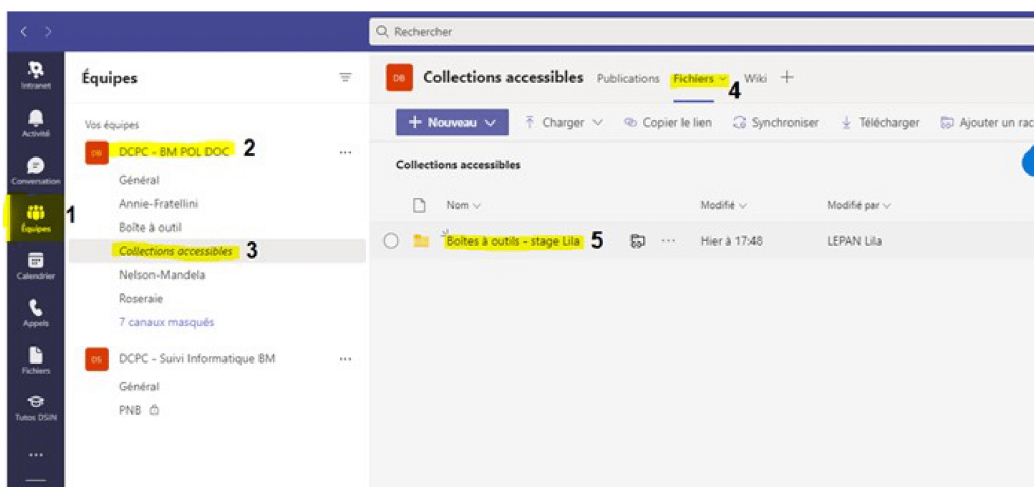 Rechercher
Intranet
Activité
Conversation
Équipes
1
Calendrier
Appels
Fichiers
Tutos DSIN
Équipes
Vos équipes
DB
DCPC - BM POL DOC 2
Général
Annie-Fratellini
Boîte à outil
Collections accessibles 3
Nelson-Mandela
Roseraie
7 canaux masqués
DS
DCPC - Suivi Informatique BM
Général
PNB
DB
Collections accessibles Publications Fichiers 4 Wiki +
+ Nouveau Charger Copier le lien Synchroniser Télécharger Ajouter un rac
Collections accessibles
Nom Modifié Modifié par
Boîtes à outils - stage Lila 5 Hier à 17:48 LEPAN Lila